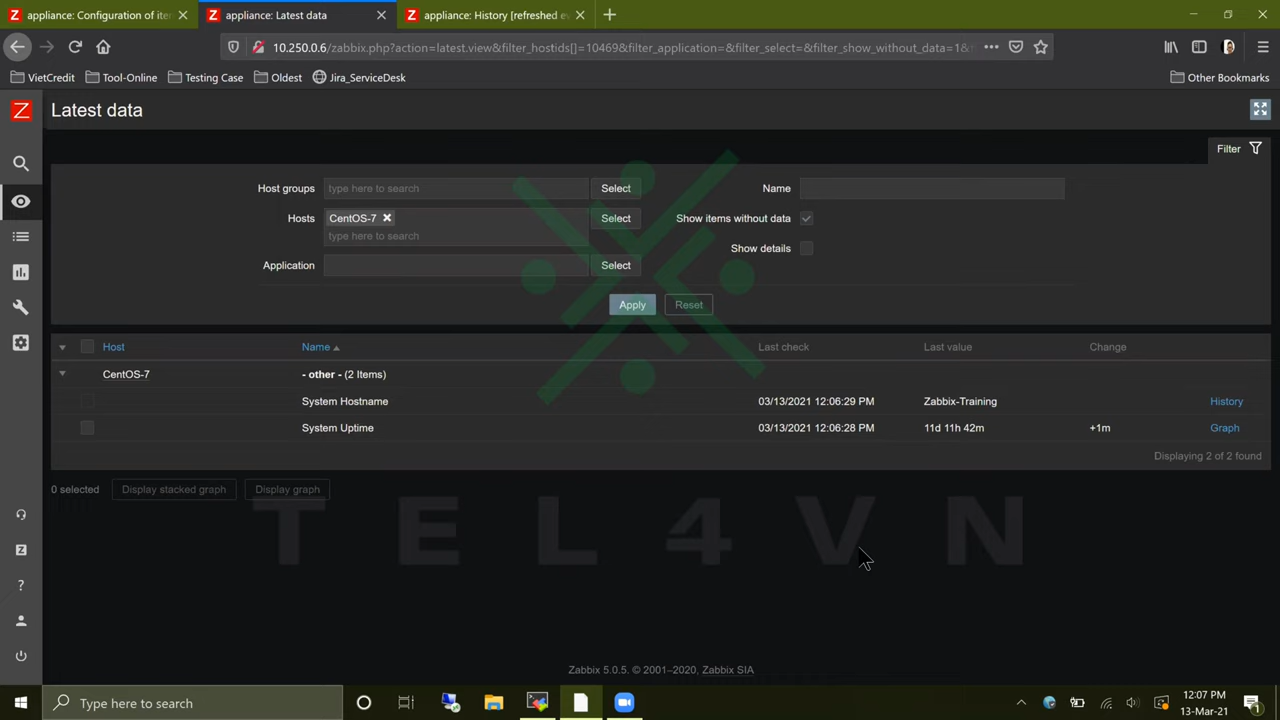 Z appliance: Configuration of ite
Z appliance: Latest data
Z appliance: History [refreshed ev
10.250.0.6/zabbix.php?action=latest.view&filter_hostids[]=10469&filter_application=&filter_select=&filter_show_without_data=1&
VietCredit
Tool-Online
Testing Case
Oldest
Jira_ServiceDesk
Other Bookmarks
Z
Latest data
Filter
Host groups
type here to search
Select
Name
Hosts
CentOS-7
type here to search
Select
Show items without data
Show details
Application
Select
Apply
Reset
Host
Name
Last check
Last value
Change
CentOS-7
- other - (2 Items)
System Hostname
03/13/2021 12:06:29 PM
Zabbix-Training
History
System Uptime
03/13/2021 12:06:28 PM
11d 11h 42m
+1m
Graph
Displaying 2 of 2 found
0 selected
Display stacked graph
Display graph
TEL4VN
Z
?
Zabbix 5.0.5. © 2001–2020, Zabbix SIA
Type here to search
12:07 PM
13-Mar-21
1